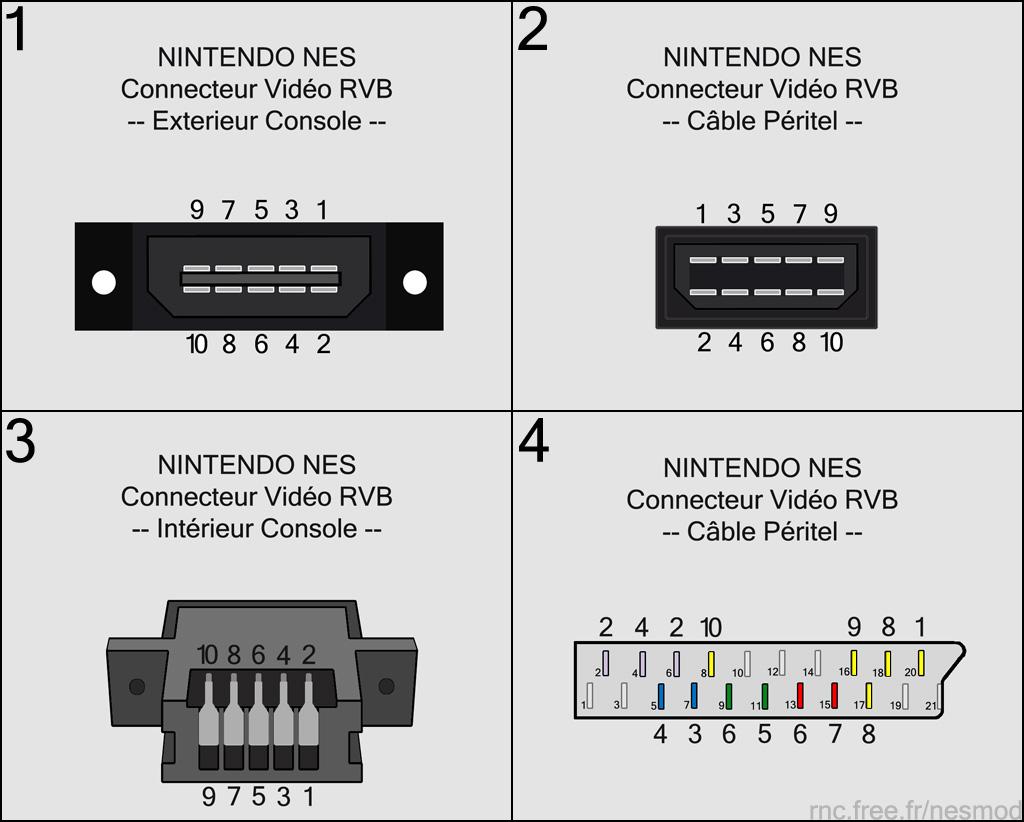 1
NINTENDO NES
Connecteur Vidéo RVB
-- Exterieur Console --
9 7 5 3 1
10 8 6 4 2
2
NINTENDO NES
Connecteur Vidéo RVB
-- Câble Péritel --
1 3 5 7 9
2 4 6 8 10
3
NINTENDO NES
Connecteur Vidéo RVB
-- Intérieur Console --
10 8 6 4 2
9 7 5 3 1
4
NINTENDO NES
Connecteur Vidéo RVB
-- Câble Péritel --
2 4 2 10 9 8 1
2 4 6 8 10 12 14 16 18 20
1 3 5 7 9 11 13 15 17 19 21
4 3 6 5 6 7 8
rnc.free.fr/nesmod